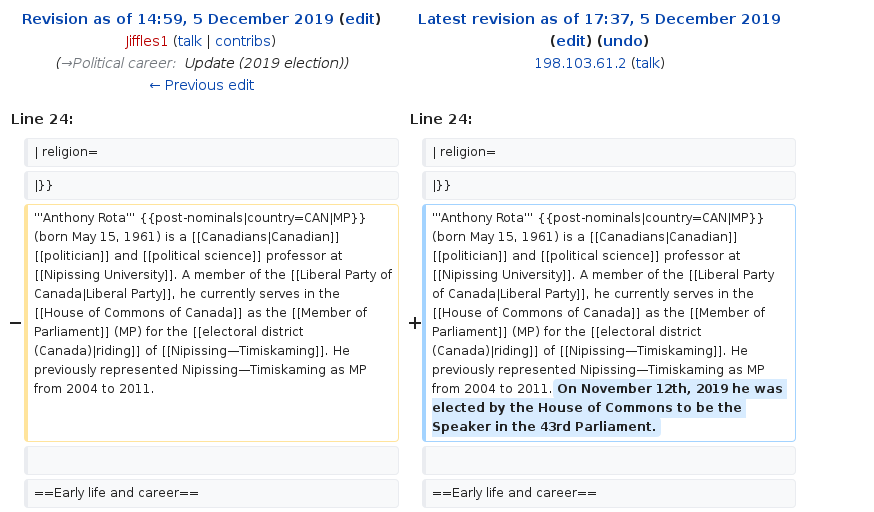 Revision as of 14:59, 5 December 2019 (edit)
Jiffles1 (talk | contribs)
(→Political career: Update (2019 election))
← Previous edit
Latest revision as of 17:37, 5 December 2019
(edit) (undo)
198.103.61.2 (talk)
Line 24:
Line 24:
| religion=
| religion=
|}}
|}}
− '''Anthony Rota''' {{post-nominals|country=CAN|MP}}
(born May 15, 1961) is a [[Canadians|Canadian]]
[[politician]] and [[political science]] professor at
[[Nipissing University]]. A member of the [[Liberal Party of
Canada|Liberal Party]], he currently serves in the
[[House of Commons of Canada]] as the [[Member of
Parliament]] (MP) for the [[electoral district
(Canada)|riding]] of [[Nipissing—Timiskaming]]. He
previously represented Nipissing—Timiskaming as MP
from 2004 to 2011.
+ '''Anthony Rota''' {{post-nominals|country=CAN|MP}}
(born May 15, 1961) is a [[Canadians|Canadian]]
[[politician]] and [[political science]] professor at
[[Nipissing University]]. A member of the [[Liberal Party
of Canada|Liberal Party]], he currently serves in the
[[House of Commons of Canada]] as the [[Member of
Parliament]] (MP) for the [[electoral district
(Canada)|riding]] of [[Nipissing—Timiskaming]]. He
previously represented Nipissing—Timiskaming as MP
from 2004 to 2011. On November 12th, 2019 he was
elected by the House of Commons to be the
Speaker in the 43rd Parliament.
==Early life and career==
==Early life and career==